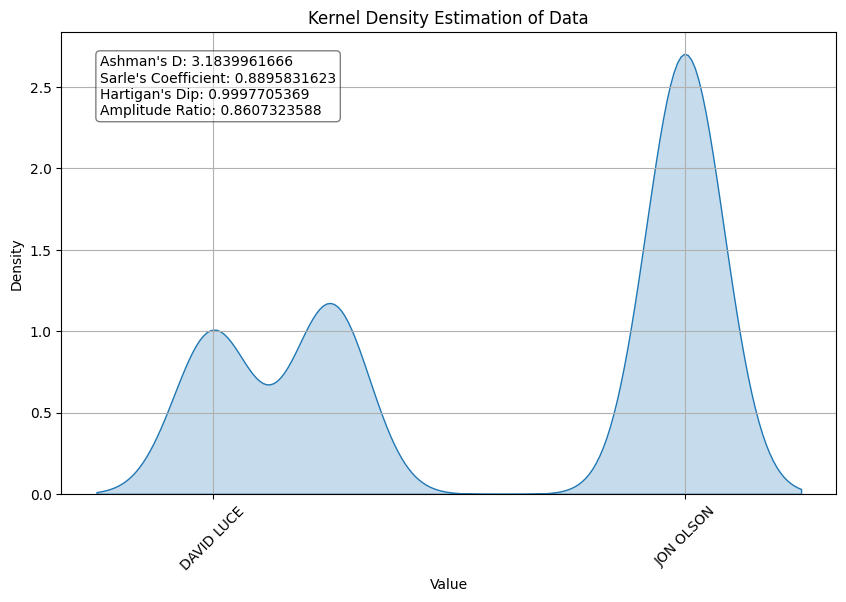 Kernel Density Estimation of Data
Ashman's D: 3.1839961666
Sarle's Coefficient: 0.8895831623
Hartigan's Dip: 0.9997705369
Amplitude Ratio: 0.8607323588
Density
2.5
2.0
1.5
1.0
0.5
0.0
DAVID LUCE
JON OLSON
Value